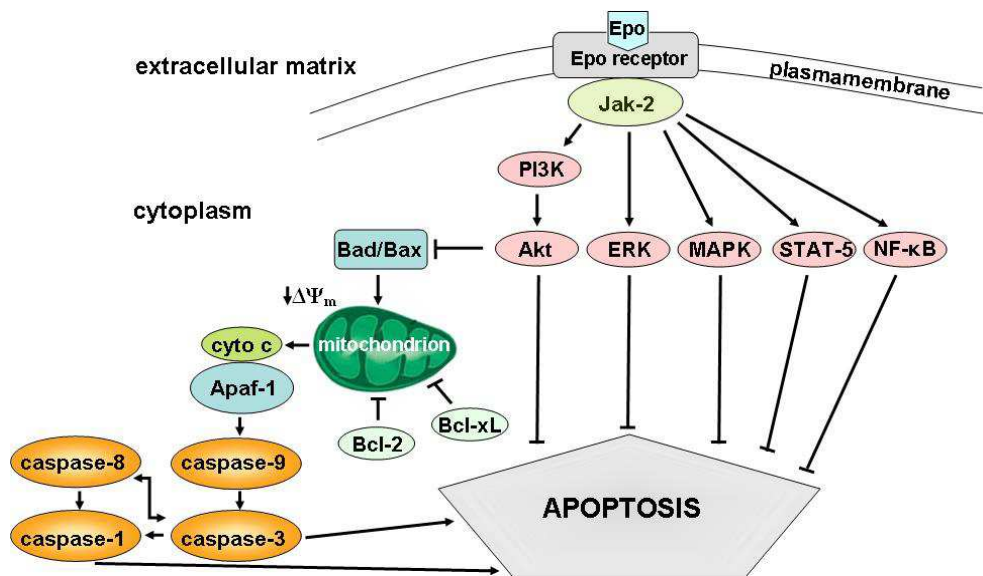 Epo
Epo receptor
extracellular matrix
plasmamembrane
Jak-2
PI3K
cytoplasm
Bad/Bax
Akt
ERK
MAPK
STAT-5
NF-κB
ΔΨm
cyto c
mitochondrion
Apaf-1
Bcl-2
Bcl-xL
caspase-8
caspase-9
APOPTOSIS
caspase-1
caspase-3